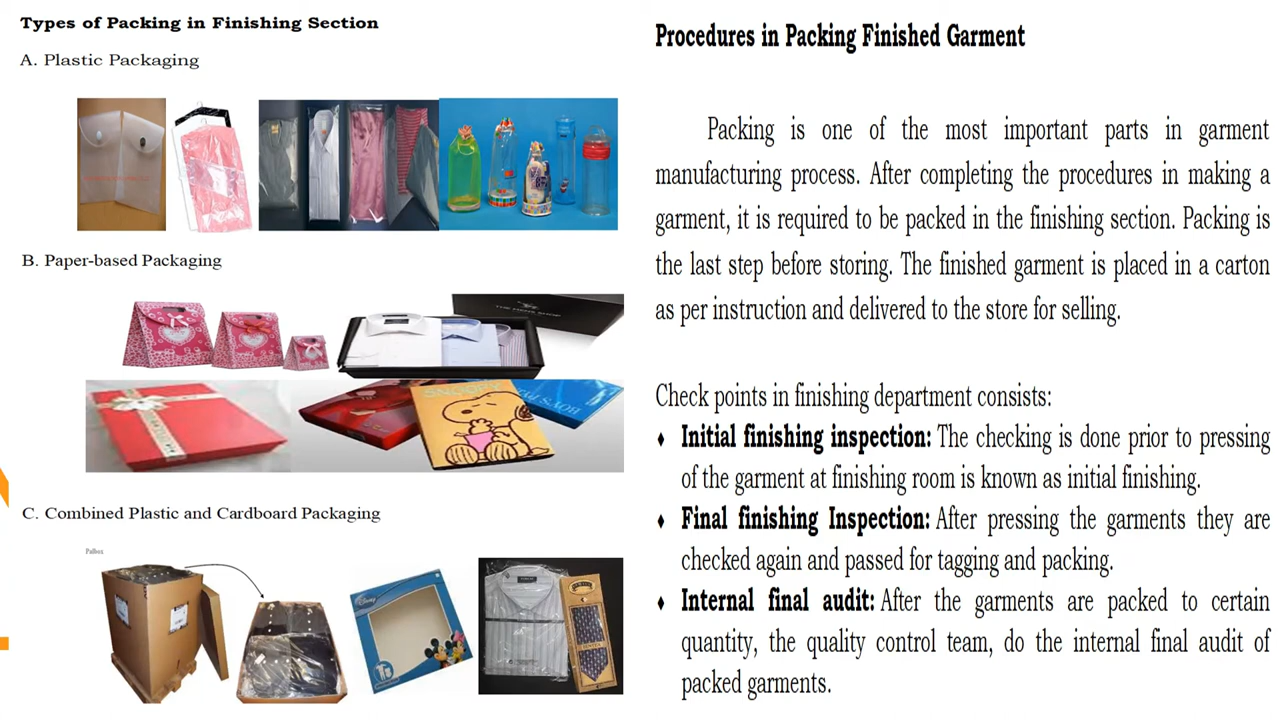 Types of Packing in Finishing Section
A. Plastic Packaging
B. Paper-based Packaging
SNOOPY
C. Combined Plastic and Cardboard Packaging
Palbox
Disney
Procedures in Packing Finished Garment
Packing is one of the most important parts in garment
manufacturing process. After completing the procedures in making a
garment, it is required to be packed in the finishing section. Packing is
the last step before storing. The finished garment is placed in a carton
as per instruction and delivered to the store for selling.
Check points in finishing department consists:
♦ Initial finishing inspection: The checking is done prior to pressing
of the garment at finishing room is known as initial finishing.
♦ Final finishing Inspection: After pressing the garments they are
checked again and passed for tagging and packing.
♦ Internal final audit: After the garments are packed to certain
quantity, the quality control team, do the internal final audit of
packed garments.